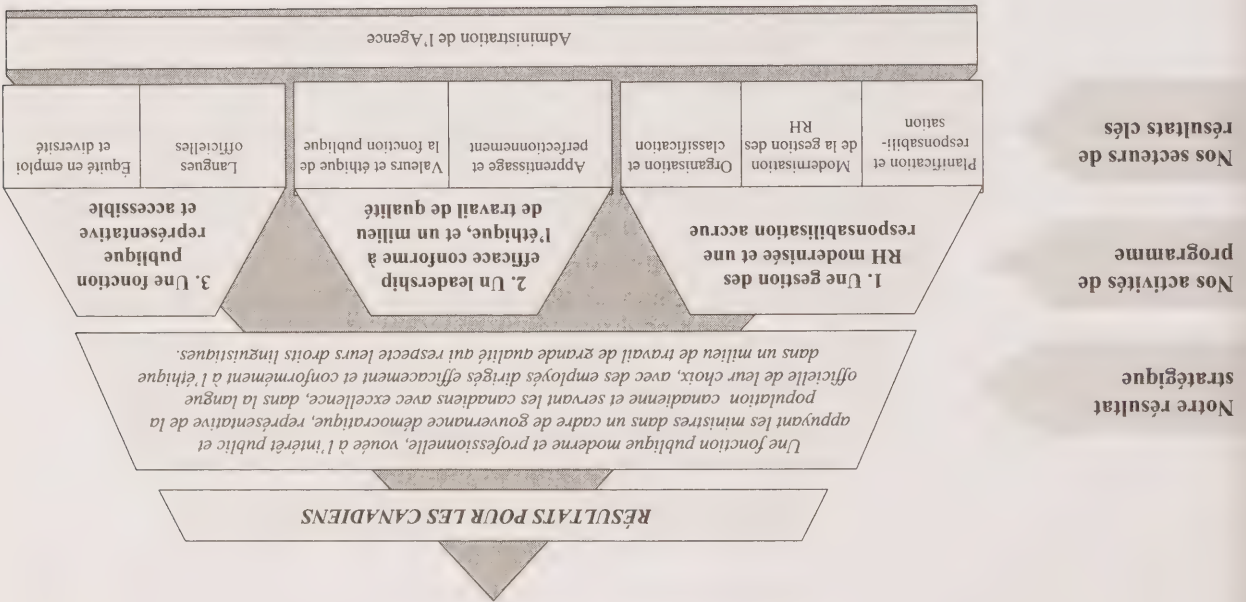 RÉSULTATS POUR LES CANADIENS
Notre résultat
stratégique
Une fonction publique moderne et professionnelle, vouée à l'intérêt public et
appuyant les ministres dans un cadre de gouvernance démocratique, représentative de la
population canadienne et servant les canadiens avec excellence, dans la langue
officielle de leur choix, avec des employés dirigés efficacement et conformément à l'éthique
dans un milieu de travail de grande qualité qui respecte leurs droits linguistiques.
Nos activités de
programme
1. Une gestion des
RH modernisée et une
responsabilisation accrue
2. Un leadership
efficace conforme à
l'éthique, et un milieu
de travail de qualité
3. Une fonction
publique
représentative
et accessible
Nos secteurs de
résultats clés
Planification et
responsabili-
sation
Modernisation
de la gestion des
RH
Organisation et
classification
Apprentissage et
perfectionnement
Valeurs et éthique de
la fonction publique
Langues
officielles
Équité en emploi
et diversité
Administration de l'Agence